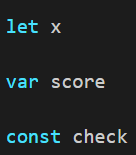 let x
var score
const check